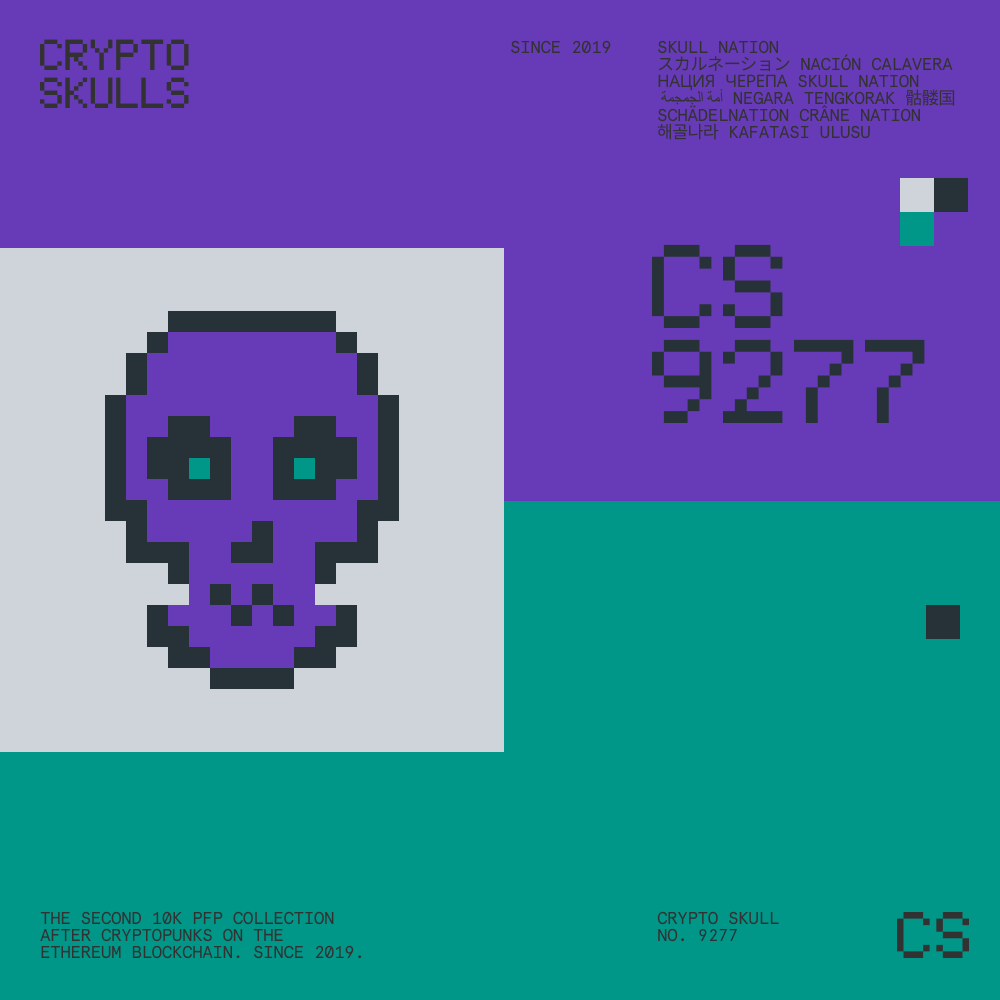 CRYPTO
SKULLS
SINCE 2019
SKULL NATION
スカルネーション NACIÓN CALAVERA
НАЦИЯ ЧЕРЕПА SKULL NATION
أمة الجمجمة NEGARA TENGKORAK 骷髅国
SCHÄDELNATION CRÂNE NATION
해골나라 KAFATASI ULUSU
CS
9277
THE SECOND 10K PFP COLLECTION
AFTER CRYPTOPUNKS ON THE
ETHEREUM BLOCKCHAIN. SINCE 2019.
CRYPTO SKULL
NO. 9277
CS